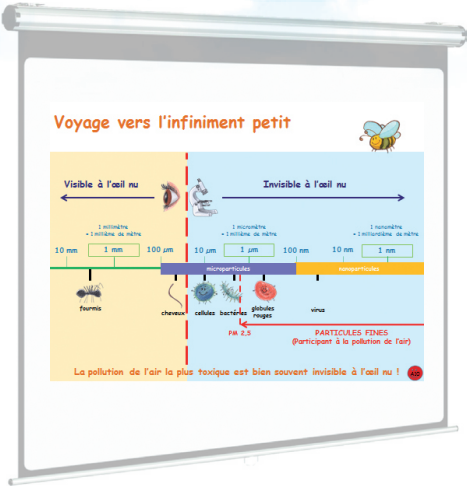 Voyage vers l'infiniment petit
Visible à l'œil nu
Invisible à l'œil nu
1 millimètre
= 1 millième de mètre
1 micromètre
= 1 millième de mètre
1 nanomètre
= 1 milliardième de mètre
10 mm
1 mm
100 µm
10 µm
1 µm
100 nm
10 nm
1 nm
microparticules
nanoparticules
fourmis
cheveux
cellules
bactéries
globules
rouges
virus
PM 2,5
PARTICULES FINES
(Participant à la pollution de l'air)
La pollution de l'air la plus toxique est bien souvent invisible à l'œil nu !